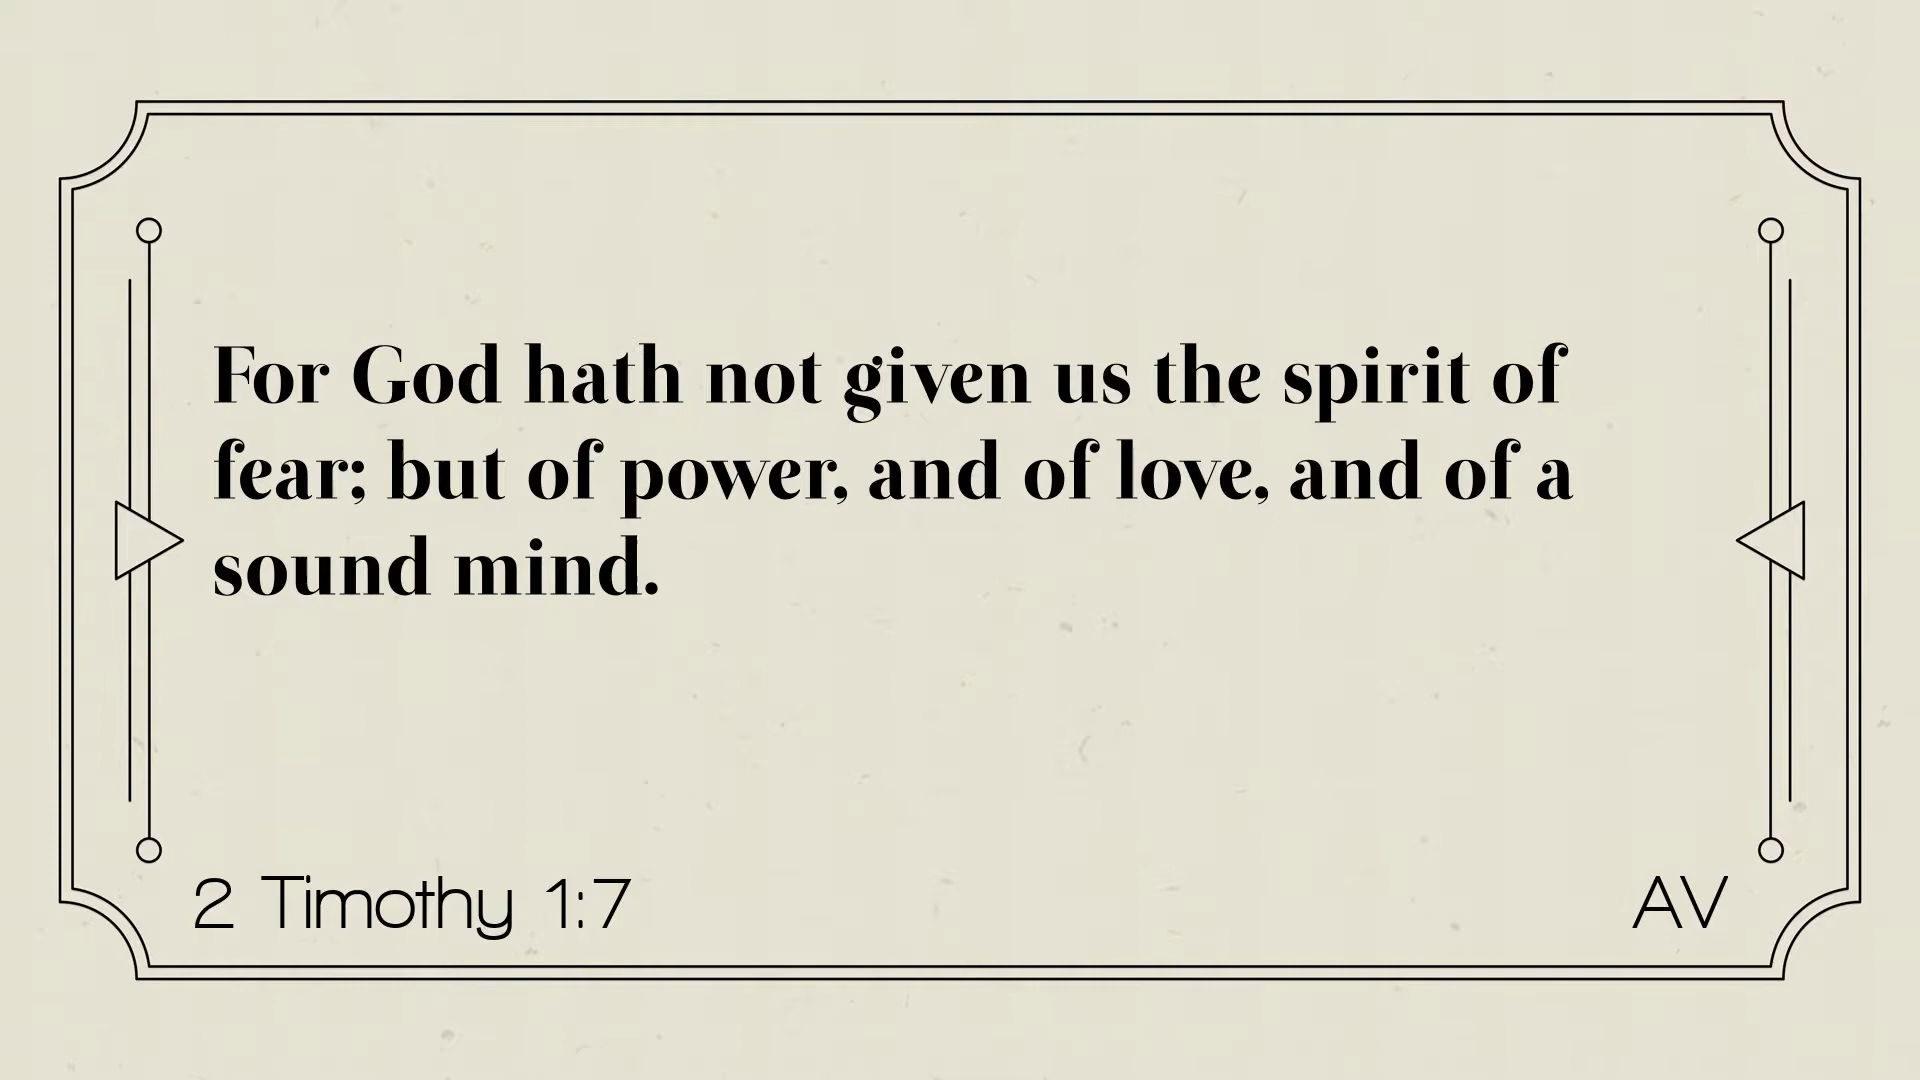 For God hath not given us the spirit of
fear; but of power, and of love, and of a
sound mind.
2 Timothy 1:7
AV